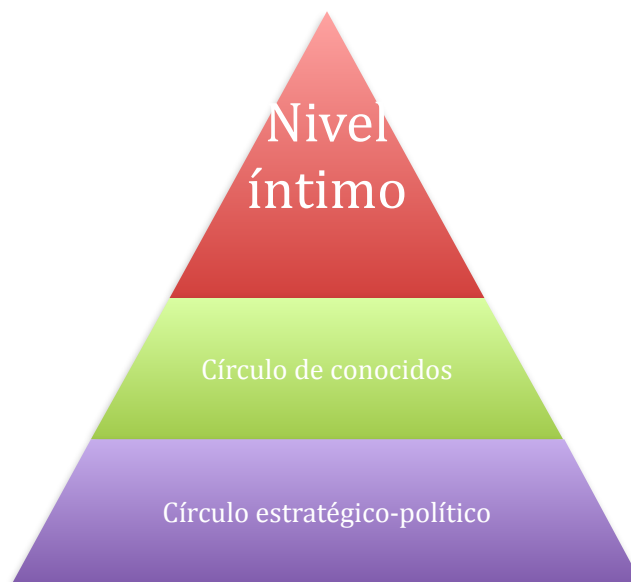 Nivel
íntimo
Círculo de conocidos
Círculo estratégico-político